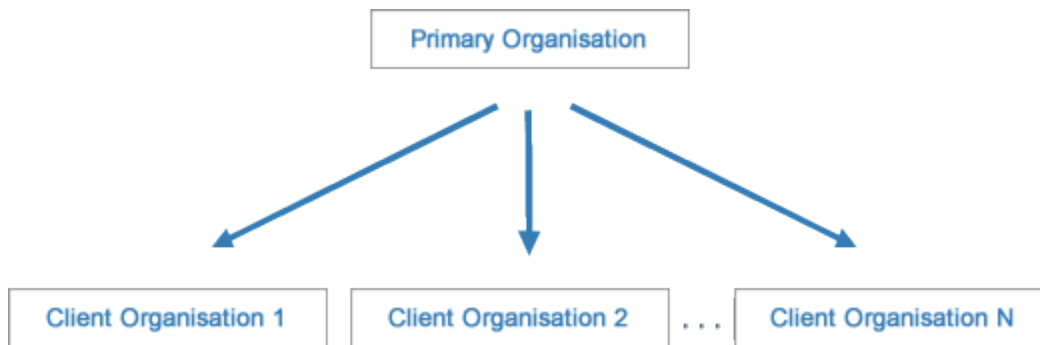 Primary Organisation
Client Organisation 1
Client Organisation 2
. . .
Client Organisation N